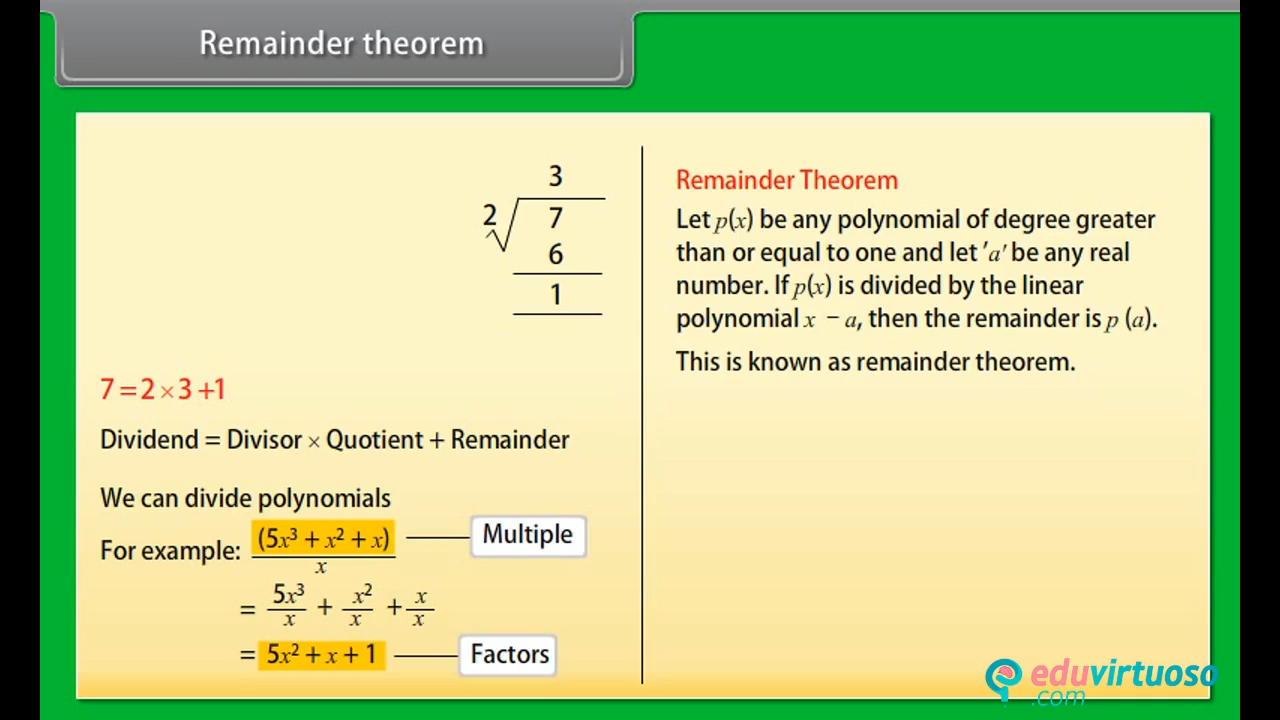 Remainder theorem
3
2 7
6
1
7 = 2 × 3 + 1
Dividend = Divisor × Quotient + Remainder
We can divide polynomials
For example: (5x³ + x² + x) / x Multiple
= 5x³/x + x²/x + x/x
= 5x² + x + 1 Factors
Remainder Theorem
Let p(x) be any polynomial of degree greater
than or equal to one and let 'a' be any real
number. If p(x) is divided by the linear
polynomial x − a, then the remainder is p (a).
This is known as remainder theorem.
eduvirtuoso
.com